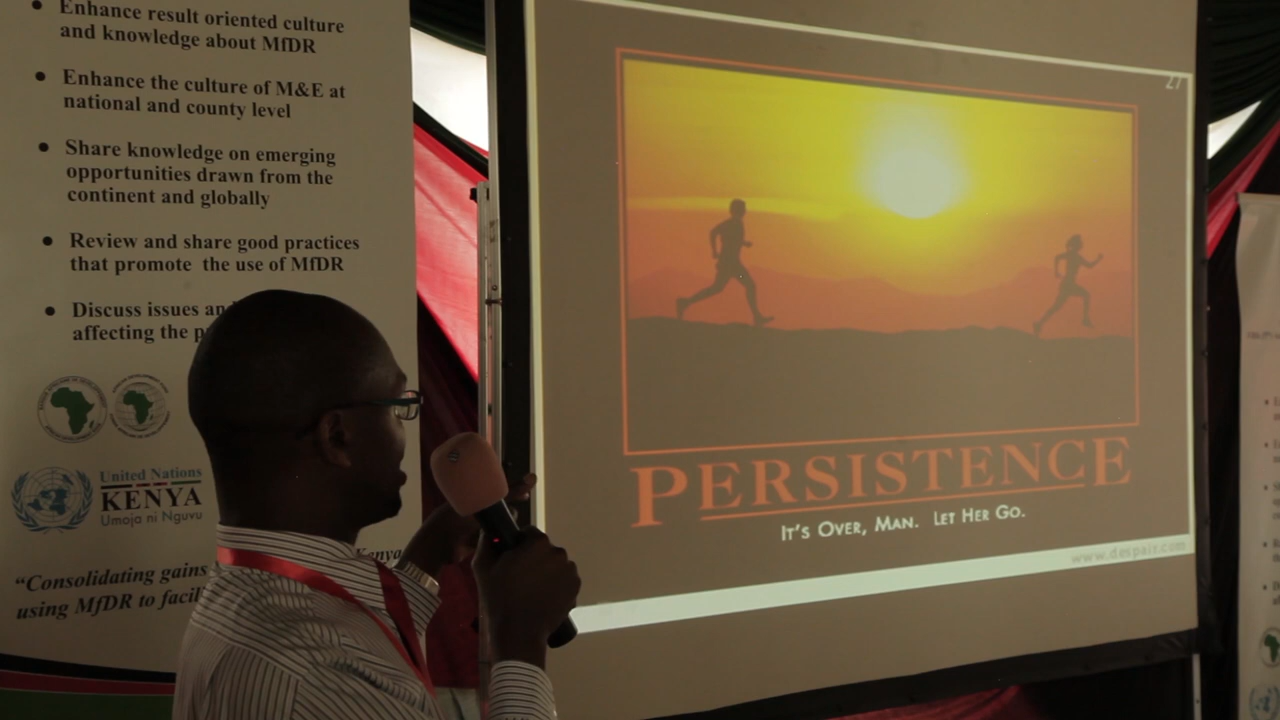 Enhance result oriented culture
and knowledge about MfDR
Enhance the culture of M&E at
national and county level
Share knowledge on emerging
opportunities drawn from the
continent and globally
Review and share good practices
that promote the use of MfDR
Discuss issues an
affecting the p
United Nations
KENYA
Umoja ni Nguvu
Kenya
"Consolidating gains
using MfDR to facil
27
PERSISTENCE
IT'S OVER, MAN. LET HER GO.
www.despair.com